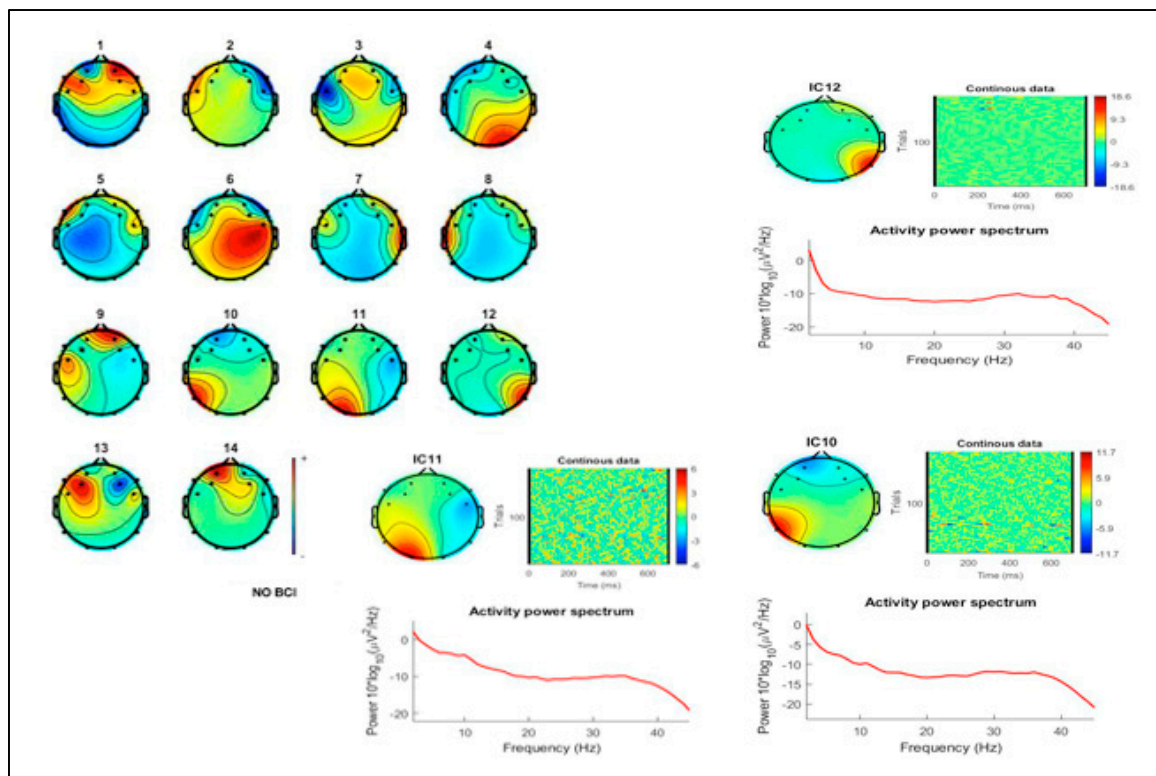 1 2 3 4
5 6 7 8
9 10 11 12
13 14
+
-
NO BCI
IC12
Continous data
Trials
100
18.6
9.3
0
-9.3
-18.6
0 200 400 600
Time (ms)
Activity power spectrum
Power 10*log10(μV2/Hz)
0
-10
-20
10 20 30 40
Frequency (Hz)
IC11
Continous data
Trials
100
6
3
0
-3
-6
0 200 400 600
Time (ms)
Activity power spectrum
Power 10*log10(μV2/Hz)
0
-10
-20
10 20 30 40
Frequency (Hz)
IC10
Continous data
Trials
100
11.7
5.9
0
-5.9
-11.7
0 200 400 600
Time (ms)
Activity power spectrum
Power 10*log10(μV2/Hz)
0
-5
-10
-15
-20
10 20 30 40
Frequency (Hz)